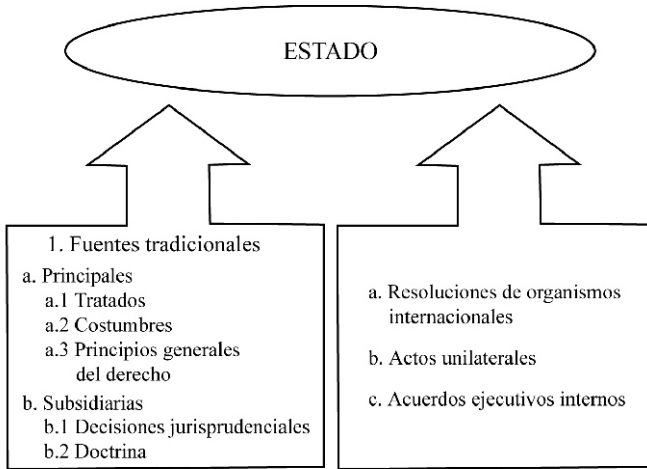 ESTADO
1. Fuentes tradicionales
a. Principales
a.1 Tratados
a.2 Costumbres
a.3 Principios generales
del derecho
b. Subsidiarias
b.1 Decisiones jurisprudenciales
b.2 Doctrina
a. Resoluciones de organismos
internacionales
b. Actos unilaterales
c. Acuerdos ejecutivos internos